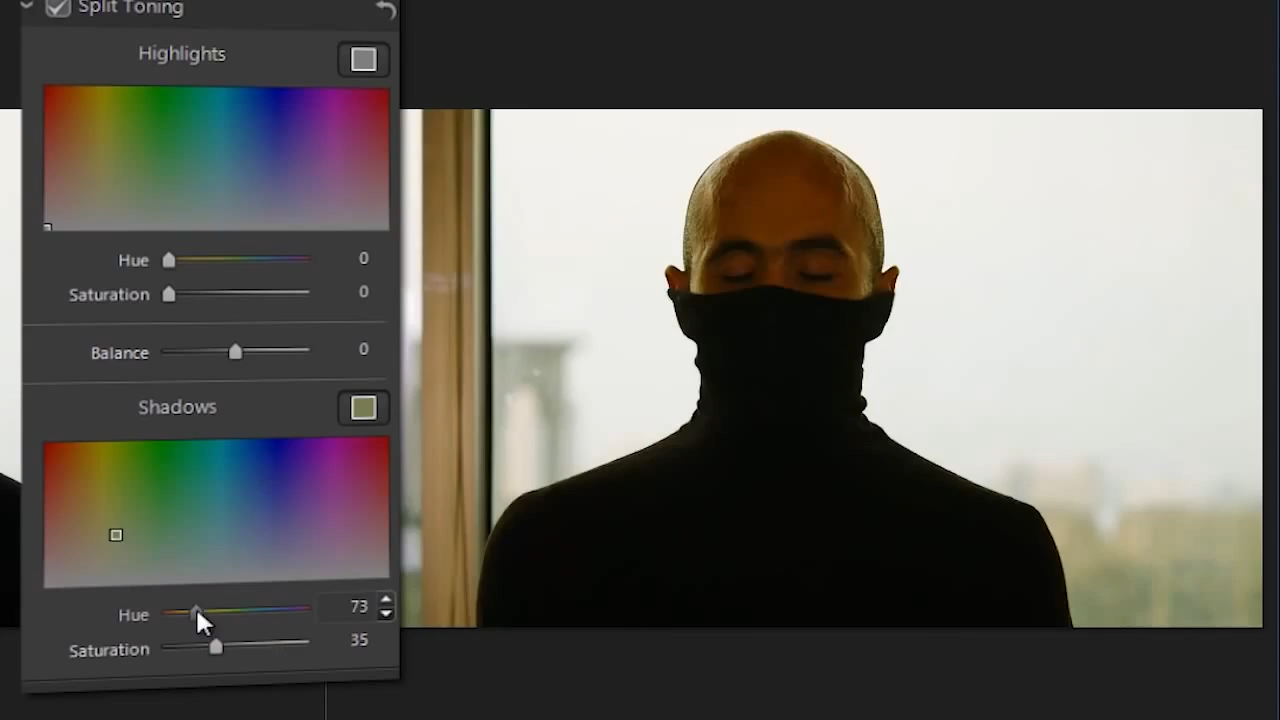 Split Toning
Highlights
Hue 0
Saturation 0
Balance 0
Shadows
Hue 73
Saturation 35